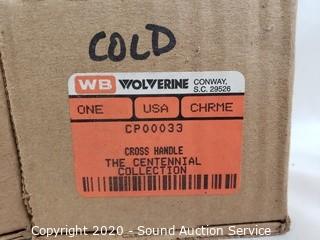 COLD
WB WOLVERINE CONWAY, S.C. 29526
ONE USA CHRME
CP00033
CROSS HANDLE
THE CENTENNIAL
COLLECTION
Copyright 2020 - Sound Auction Service